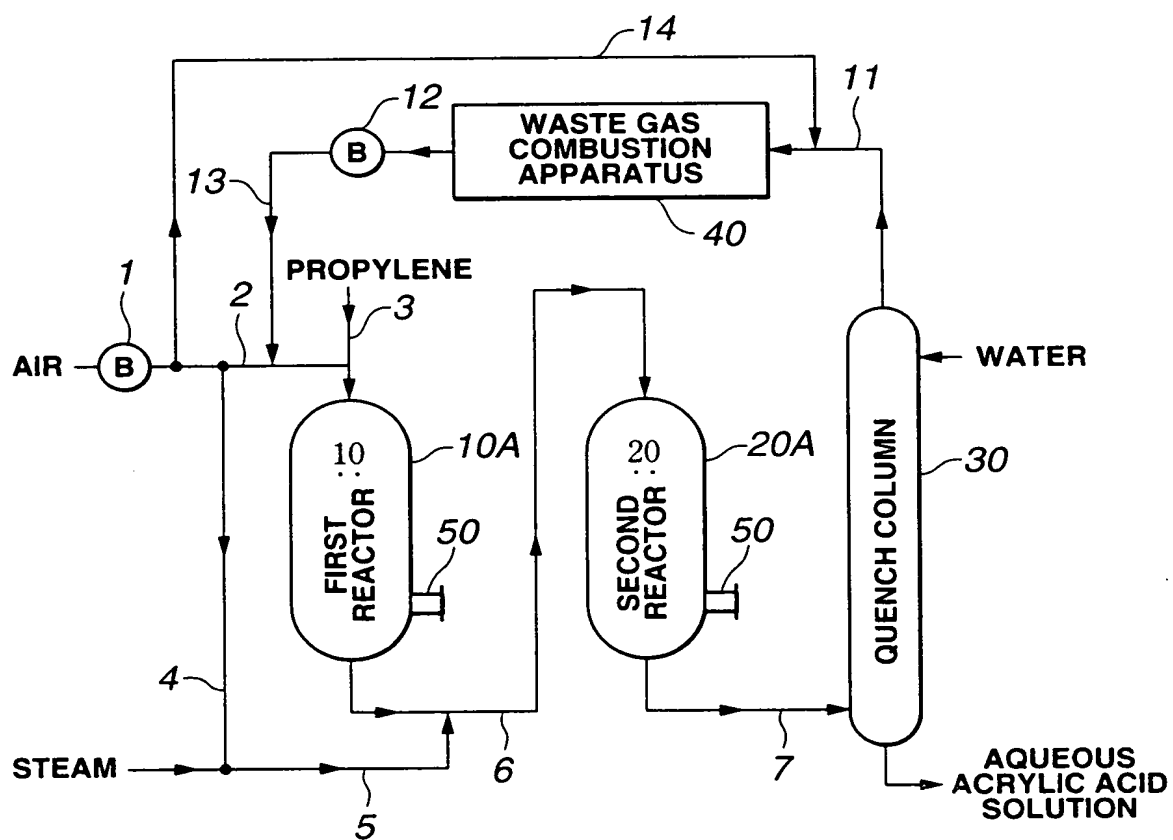 14
12
WASTE GAS
COMBUSTION
APPARATUS
11
B
13
40
PROPYLENE
1
2
3
AIR
B
WATER
10
10A
20
20A
FIRST
REACTOR
50
SECOND
REACTOR
50
QUENCH COLUMN
30
4
6
7
STEAM
5
AQUEOUS
ACRYLIC ACID
SOLUTION